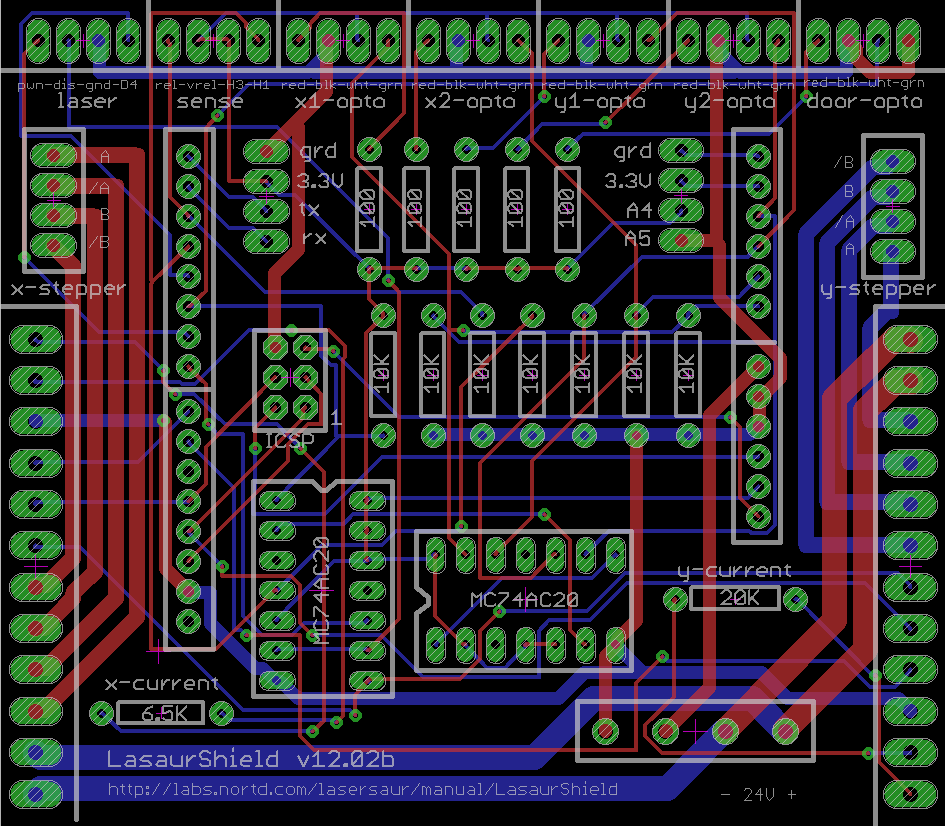 pwn-dis-gnd-D4 rel-vrel-H3-H1 red-blk-wht-grn red-blk-wht-grn red-blk-wht-grn red-blk-wht-grn red-blk-wht-grn
laser sense x1-opto x2-opto y1-opto y2-opto door-opto
grd grd
A /B
3.3V 3.3V
/A B
tx A4
B /A
rx A5
/B A
100 100 100 100 100
x-stepper y-stepper
10K 10K 10K 10K 10K 10K 10K
1
ICSP
MC74AC20
y-current
MC74AC20 20K
x-current
6.5K
LasaurShield v12.02b
http://labs.nortd.com/lasersaur/manual/LasaurShield
- 24V +